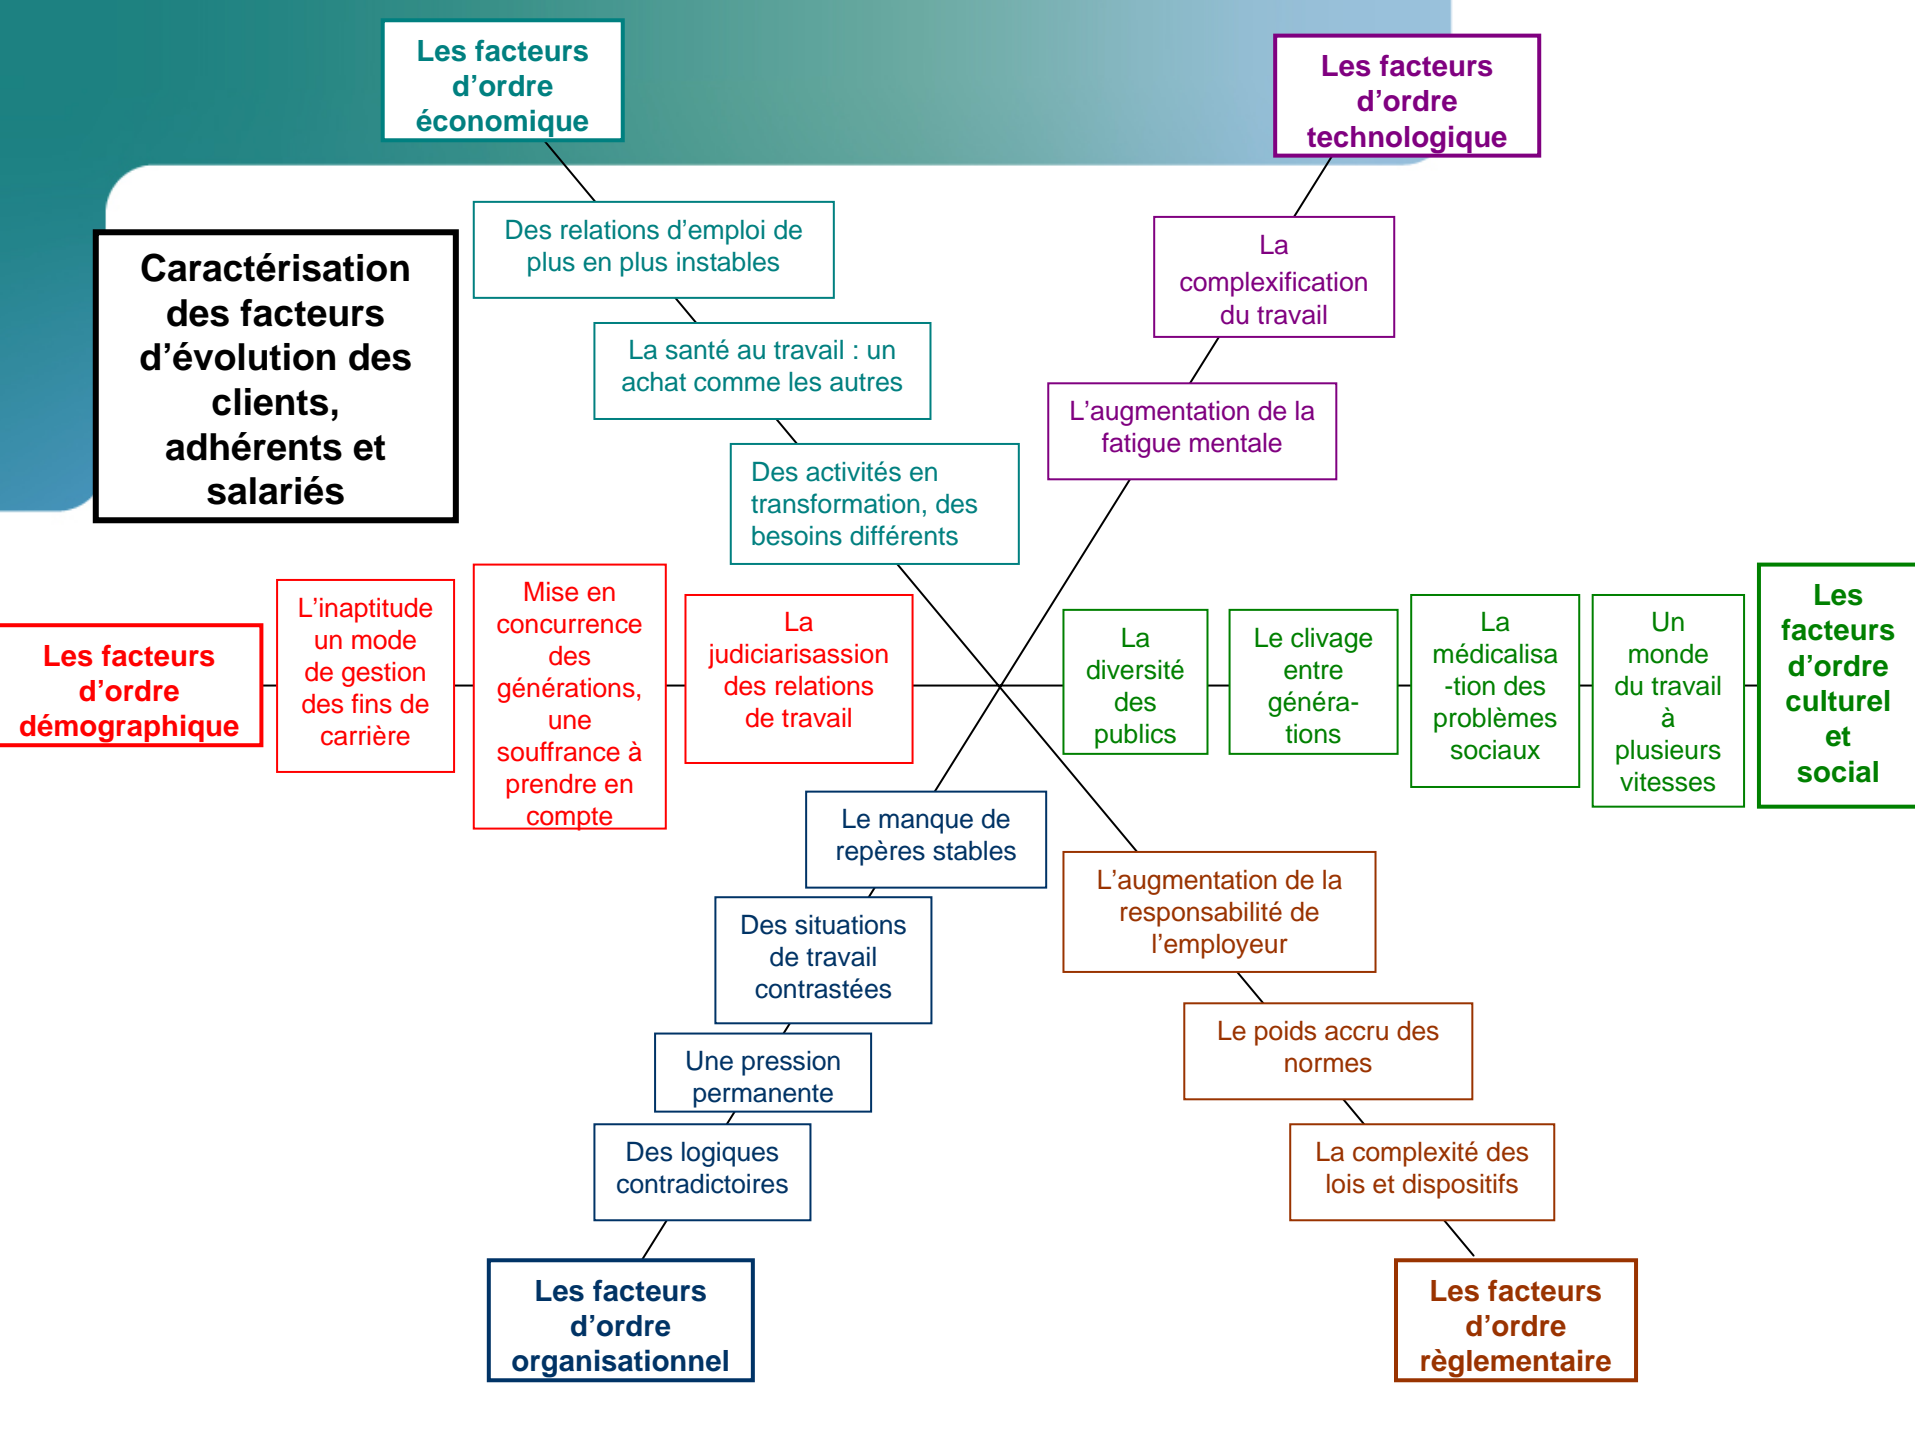 Les facteurs
d’ordre
économique
Les facteurs
d’ordre
technologique
Des relations d’emploi de
plus en plus instables
La
complexification
du travail
Caractérisation
des facteurs
d’évolution des
clients,
adhérents et
salariés
La santé au travail : un
achat comme les autres
L’augmentation de la
fatigue mentale
Des activités en
transformation, des
besoins différents
Les facteurs
d’ordre
démographique
L’inaptitude
un mode
de gestion
des fins de
carrière
Mise en
concurrence
des
générations,
une
souffrance à
prendre en
compte
La
judiciarisassion
des relations
de travail
La
diversité
des
publics
Le clivage
entre
généra-
tions
La
médicalisa
-tion des
problèmes
sociaux
Un
monde
du travail
à
plusieurs
vitesses
Les
facteurs
d’ordre
culturel
et
social
Le manque de
repères stables
L’augmentation de la
responsabilité de
l’employeur
Des situations
de travail
contrastées
Le poids accru des
normes
Une pression
permanente
Des logiques
contradictoires
La complexité des
lois et dispositifs
Les facteurs
d’ordre
organisationnel
Les facteurs
d’ordre
règlementaire